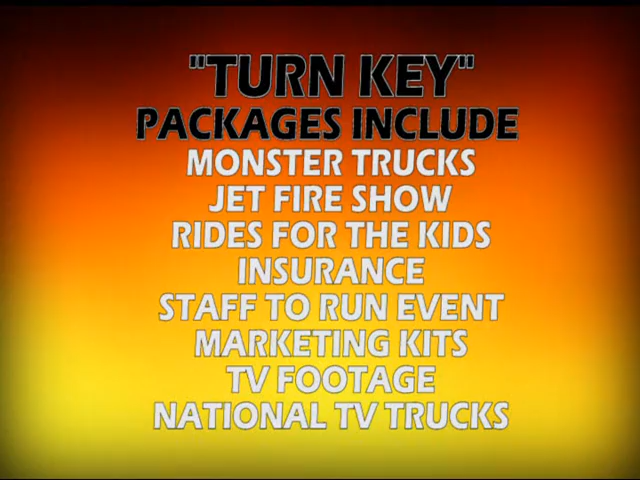 "TURN KEY"
PACKAGES INCLUDE
MONSTER TRUCKS
JET FIRE SHOW
RIDES FOR THE KIDS
INSURANCE
STAFF TO RUN EVENT
MARKETING KITS
TV FOOTAGE
NATIONAL TV TRUCKS